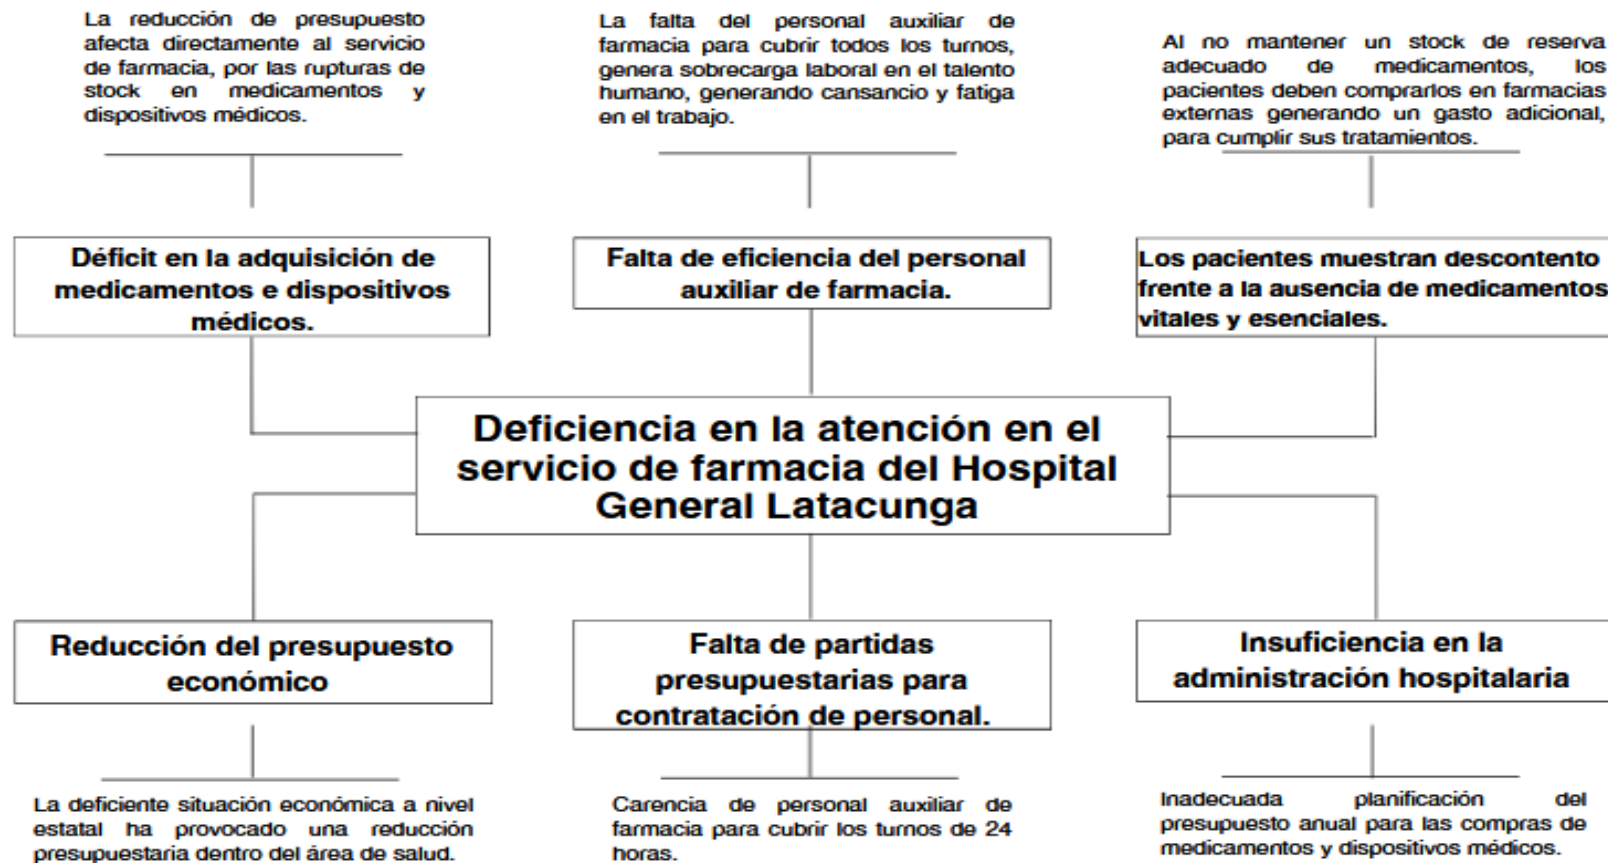 La reducción de presupuesto
afecta directamente al servicio
de farmacia, por las rupturas de
stock en medicamentos y
dispositivos médicos.
La falta del personal auxiliar de
farmacia para cubrir todos los turnos,
genera sobrecarga laboral en el talento
humano, generando cansancio y fatiga
en el trabajo.
Al no mantener un stock de reserva
adecuado de medicamentos, los
pacientes deben comprarlos en farmacias
externas generando un gasto adicional,
para cumplir sus tratamientos.
Déficit en la adquisición de
medicamentos e dispositivos
médicos.
Falta de eficiencia del personal
auxiliar de farmacia.
Los pacientes muestran descontento
frente a la ausencia de medicamentos
vitales y esenciales.
Deficiencia en la atención en el
servicio de farmacia del Hospital
General Latacunga
Reducción del presupuesto
económico
Falta de partidas
presupuestarias para
contratación de personal.
Insuficiencia en la
administración hospitalaria
La deficiente situación económica a nivel
estatal ha provocado una reducción
presupuestaria dentro del área de salud.
Carencia de personal auxiliar de
farmacia para cubrir los turnos de 24
horas.
Inadecuada planificación del
presupuesto anual para las compras de
medicamentos y dispositivos médicos.